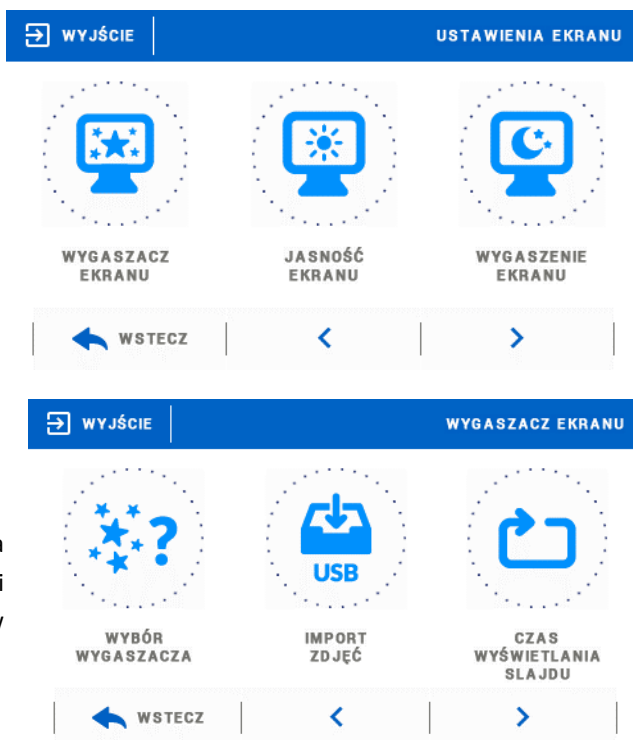 WYJŚCIE USTAWIENIA EKRANU
WYGASZACZ EKRANU
JASNOŚĆ EKRANU
WYGASZENIE EKRANU
WSTECZ
WYJŚCIE WYGASZACZ EKRANU
USB
WYBÓR WYGASZACZA
IMPORT ZDJĘĆ
CZAS WYŚWIETLANIA SLAJDU
WSTECZ
i